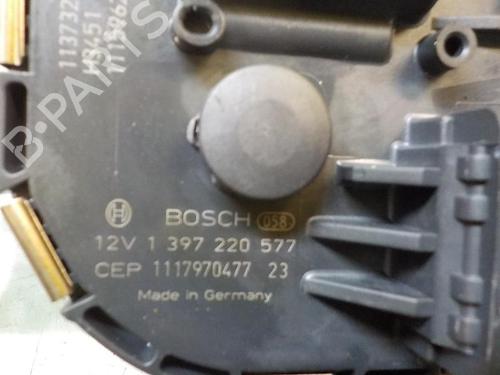 BOSCH 058
12V 1 397 220 577
CEP 1117970477 23
Made in Germany
B-PARTS